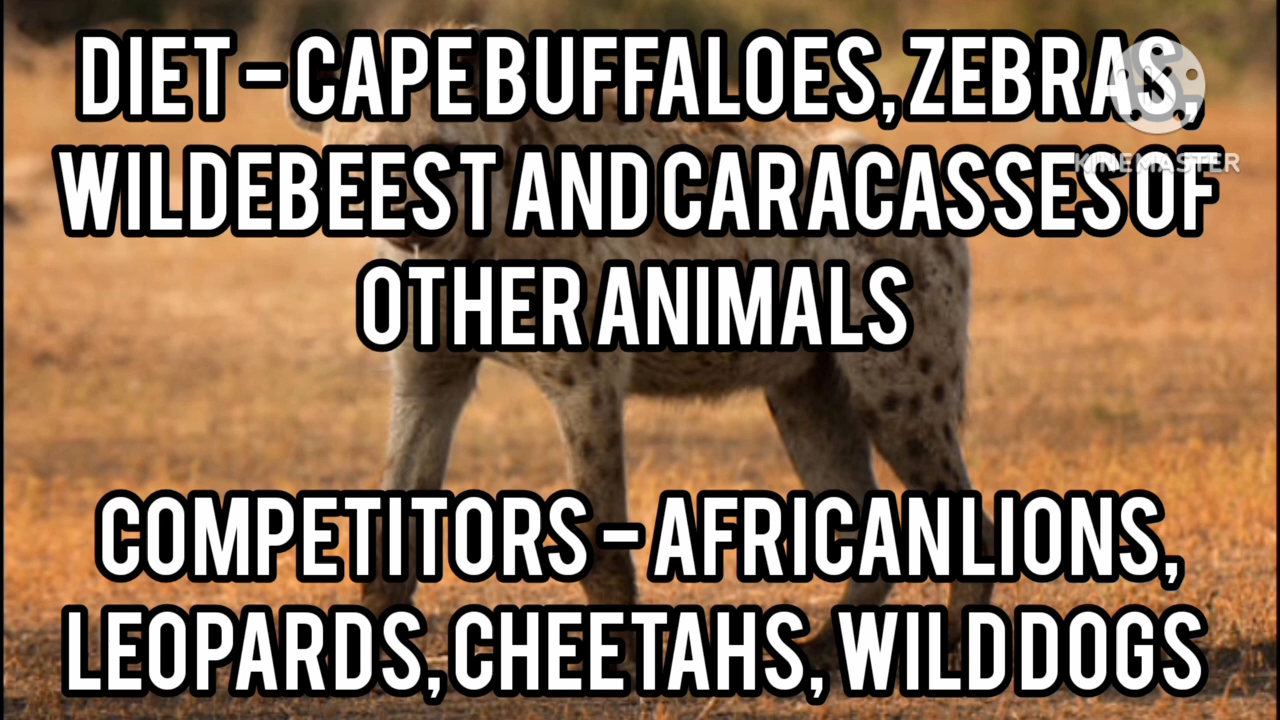 DIET - CAPE BUFFALOES, ZEBRAS,
WILDEBEEST AND CARACASSES OF
OTHER ANIMALS
COMPETITORS - AFRICAN LIONS,
LEOPARDS, CHEETAHS, WILD DOGS
KINEMASTER